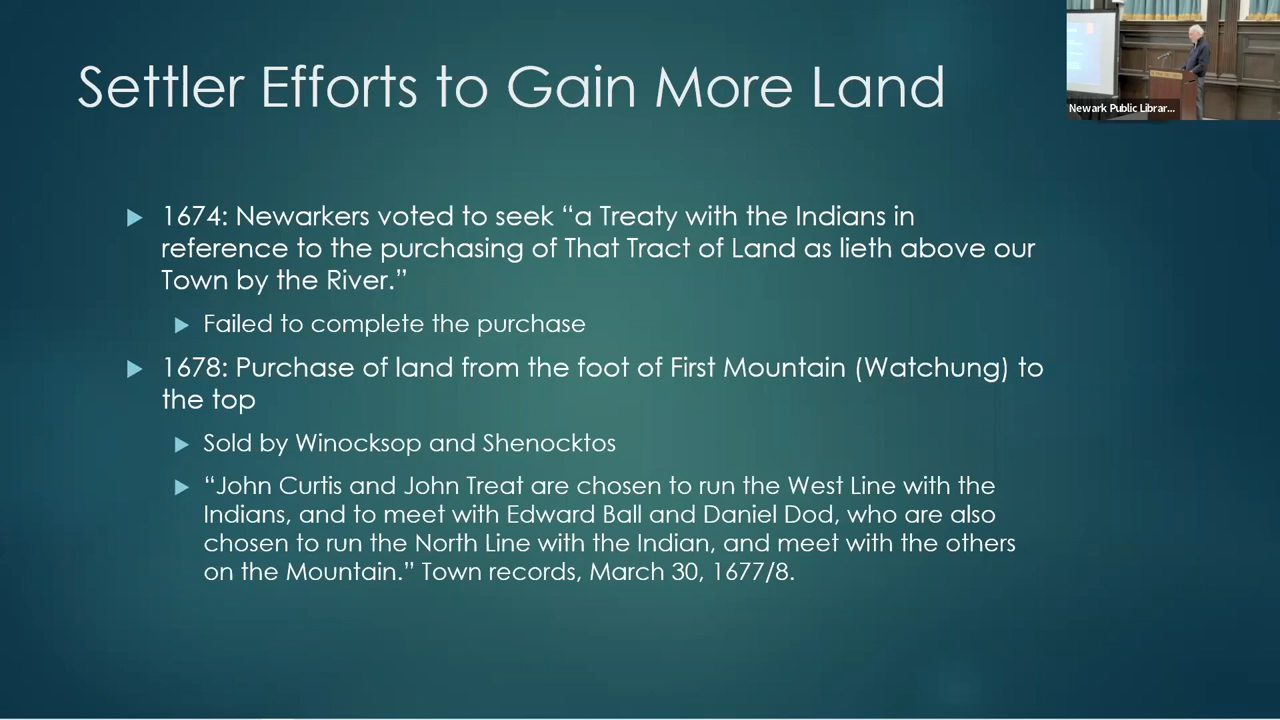 Settler Efforts to Gain More Land
Newark Public Librar...
1674: Newarkers voted to seek “a Treaty with the Indians in
reference to the purchasing of That Tract of Land as lieth above our
Town by the River.”
Failed to complete the purchase
1678: Purchase of land from the foot of First Mountain (Watchung) to
the top
Sold by Winocksop and Shenocktos
“John Curtis and John Treat are chosen to run the West Line with the
Indians, and to meet with Edward Ball and Daniel Dod, who are also
chosen to run the North Line with the Indian, and meet with the others
on the Mountain.” Town records, March 30, 1677/8.